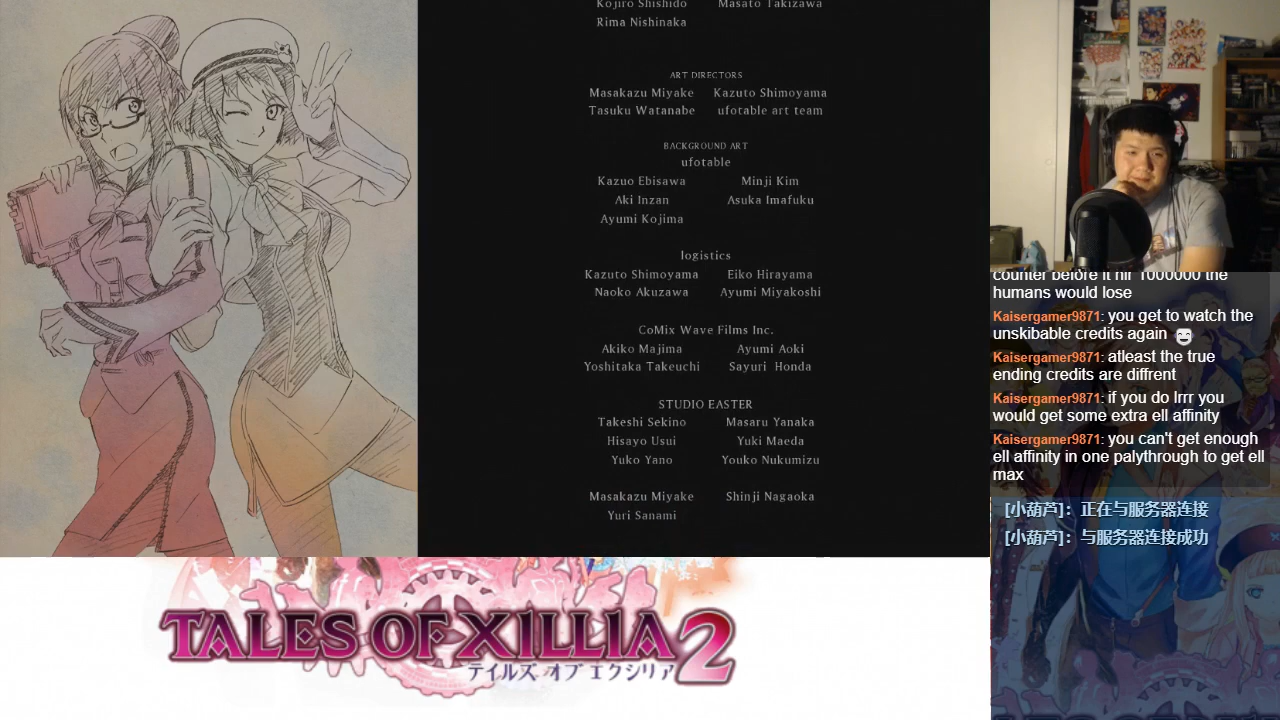 Kojiro Shishido Masato Takizawa
Rima Nishinaka
ART DIRECTORS
Masakazu Miyake Kazuto Shimoyama
Tasuku Watanabe ufotable art team
BACKGROUND ART
ufotable
Kazuo Ebisawa Minji Kim
Aki Inzan Asuka Imafuku
Ayumi Kojima
logistics
Kazuto Shimoyama Eiko Hirayama
Naoko Akuzawa Ayumi Miyakoshi
CoMix Wave Films Inc.
Akiko Majima Ayumi Aoki
Yoshitaka Takeuchi Sayuri Honda
STUDIO EASTER
Takeshi Sekino Masaru Yanaka
Hisayo Usui Yuki Maeda
Yuko Yano Youko Nukumizu
Masakazu Miyake Shinji Nagaoka
Yuri Sanami
TALES OF XILLIA 2
テイルズ オブ エクシリア
counter before it hir 1000000 the
humans would lose
Kaisergamer9871: you get to watch the
unskibable credits again
Kaisergamer9871: atleast the true
ending credits are diffrent
Kaisergamer9871: if you do lrrr you
would get some extra ell affinity
Kaisergamer9871: you can't get enough
ell affinity in one palythrough to get ell
max
[小葫芦]: 正在与服务器连接
[小葫芦]: 与服务器连接成功